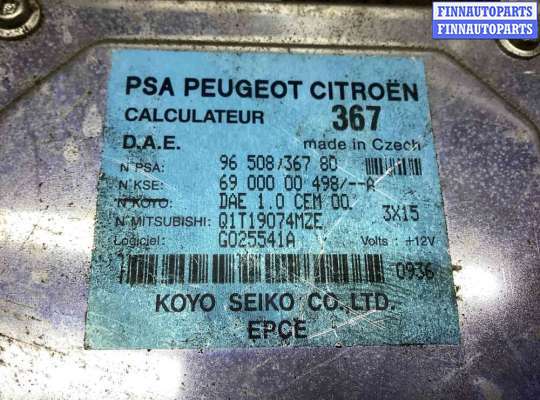 FINNAUTOPARTS
FINNAUTOPARTS
PSA PEUGEOT CITROËN
CALCULATEUR 367
D.A.E. made in Czech
N°PSA: 96 508/367 80
N°KSE: 69 000 00 498/--A
N°KOYO: DAE 1.0 CEM 00. 3X15
N°MITSUBISHI: Q1T19074MZE
Logiciel: G025541A Volts : +12V
0936
KOYO SEIKO CO.,LTD.
EPCE